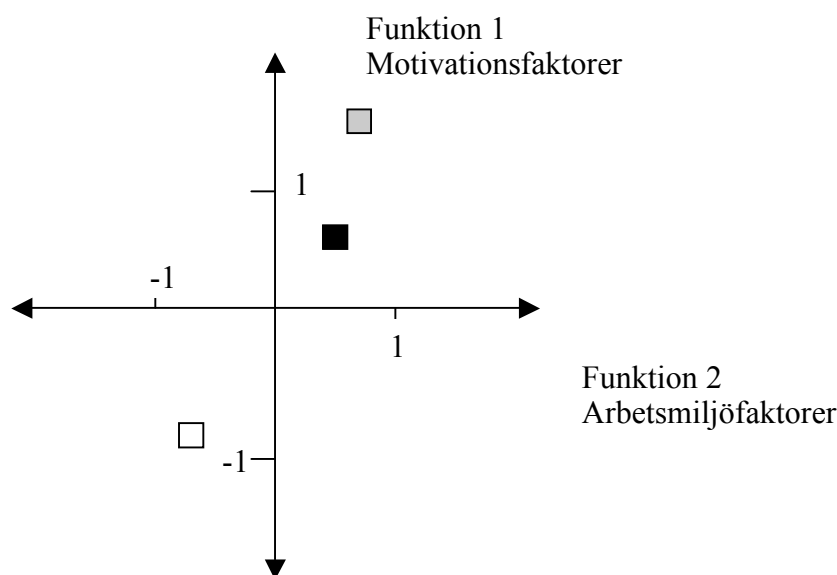 Funktion 1
Motivationsfaktorer
1
-1
1
Funktion 2
Arbetsmiljöfaktorer
-1